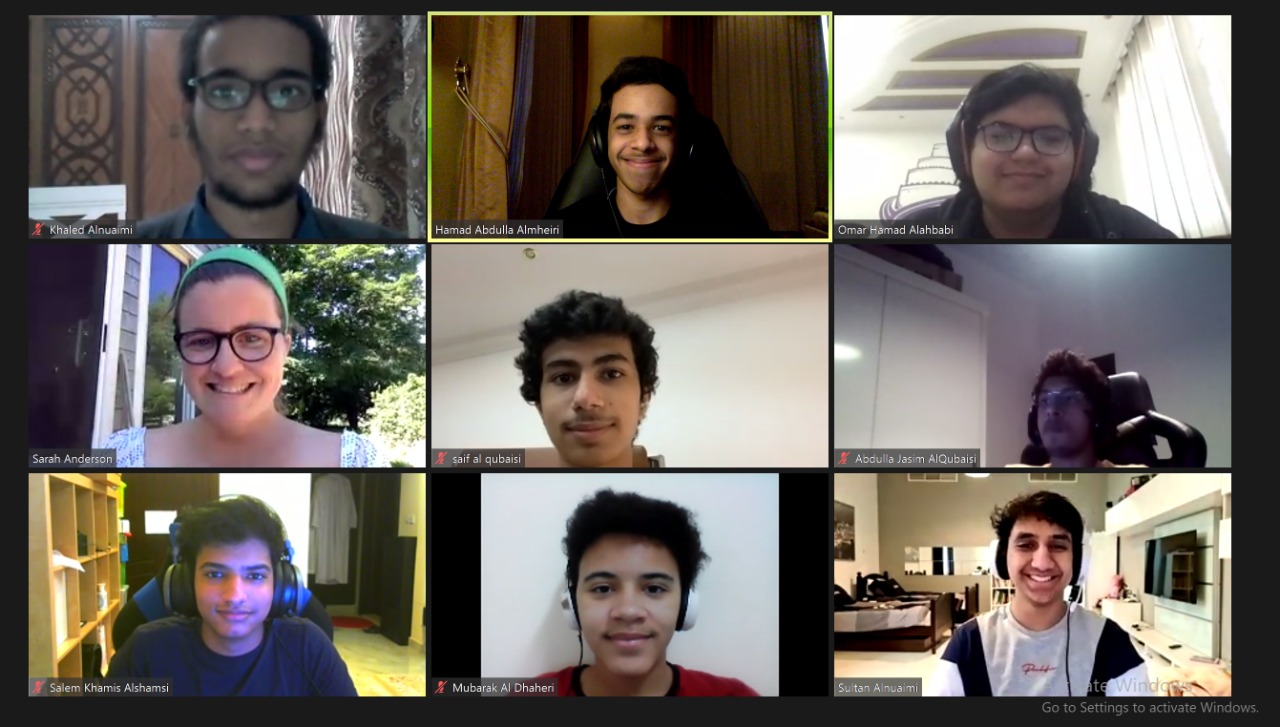 Khaled Alnuaimi
Hamad Abdulla Almheiri
Omar Hamad Alahbabi
Sarah Anderson
saif al qubaisi
Abdulla Jasim AlQubaisi
Salem Khamis Alshamsi
Mubarak Al Dhaheri
Sultan Alnuaimi
Activate Windows
Go to Settings to activate Windows.